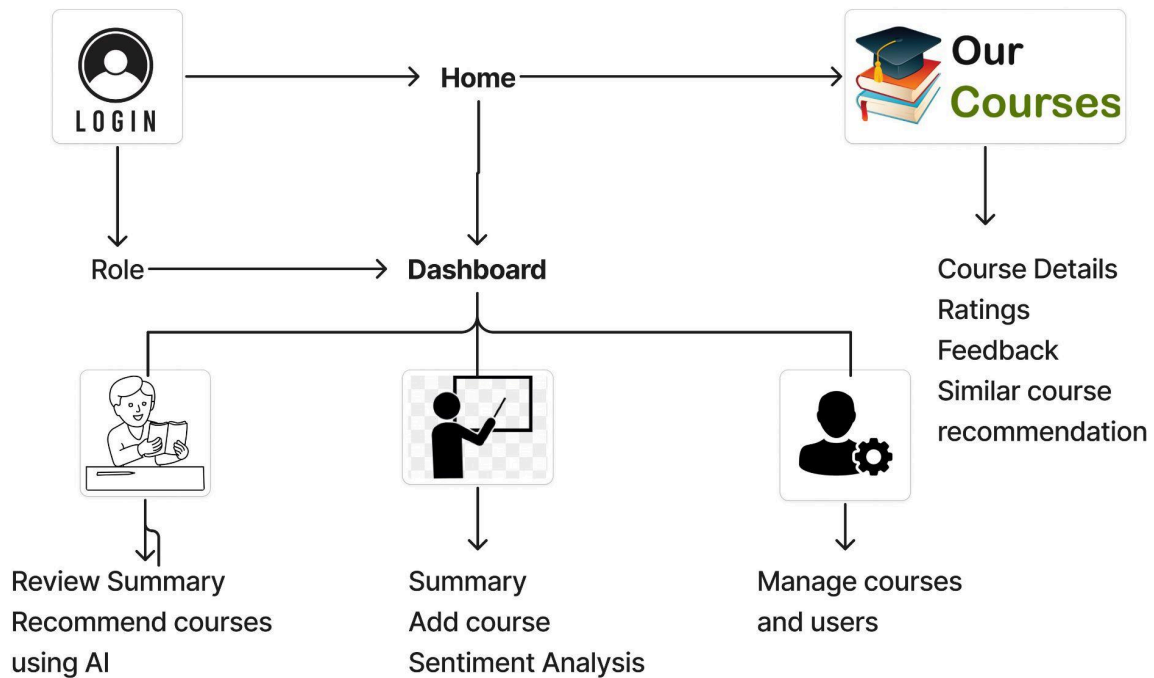 LOGIN
Home
Our
Courses
Role
Dashboard
Course Details
Ratings
Feedback
Similar course
recommendation
Review Summary
Recommend courses
using AI
Summary
Add course
Sentiment Analysis
Manage courses
and users